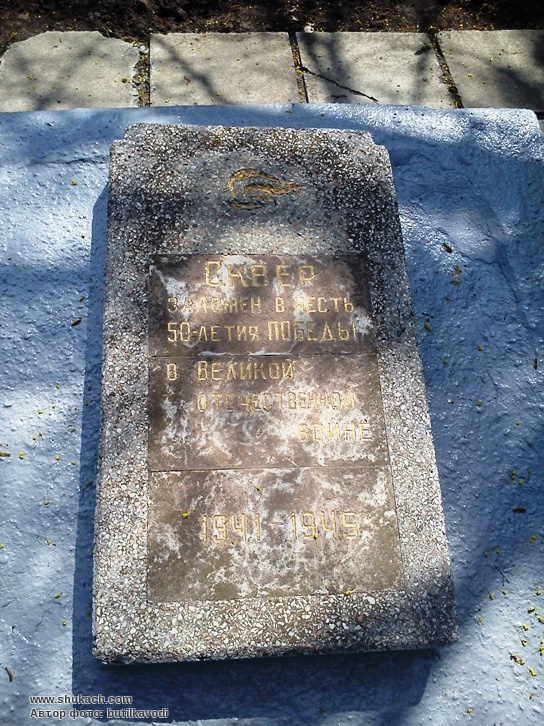 СКВЕР
ЗАЛОЖЕН В ЧЕСТЬ
50-ЛЕТИЯ ПОБЕДЫ
В ВЕЛИКОЙ
ОТЕЧЕСТВЕННОЙ
ВОЙНЕ
1941-1945
www.shukach.com
Автор фото: butilkavodi